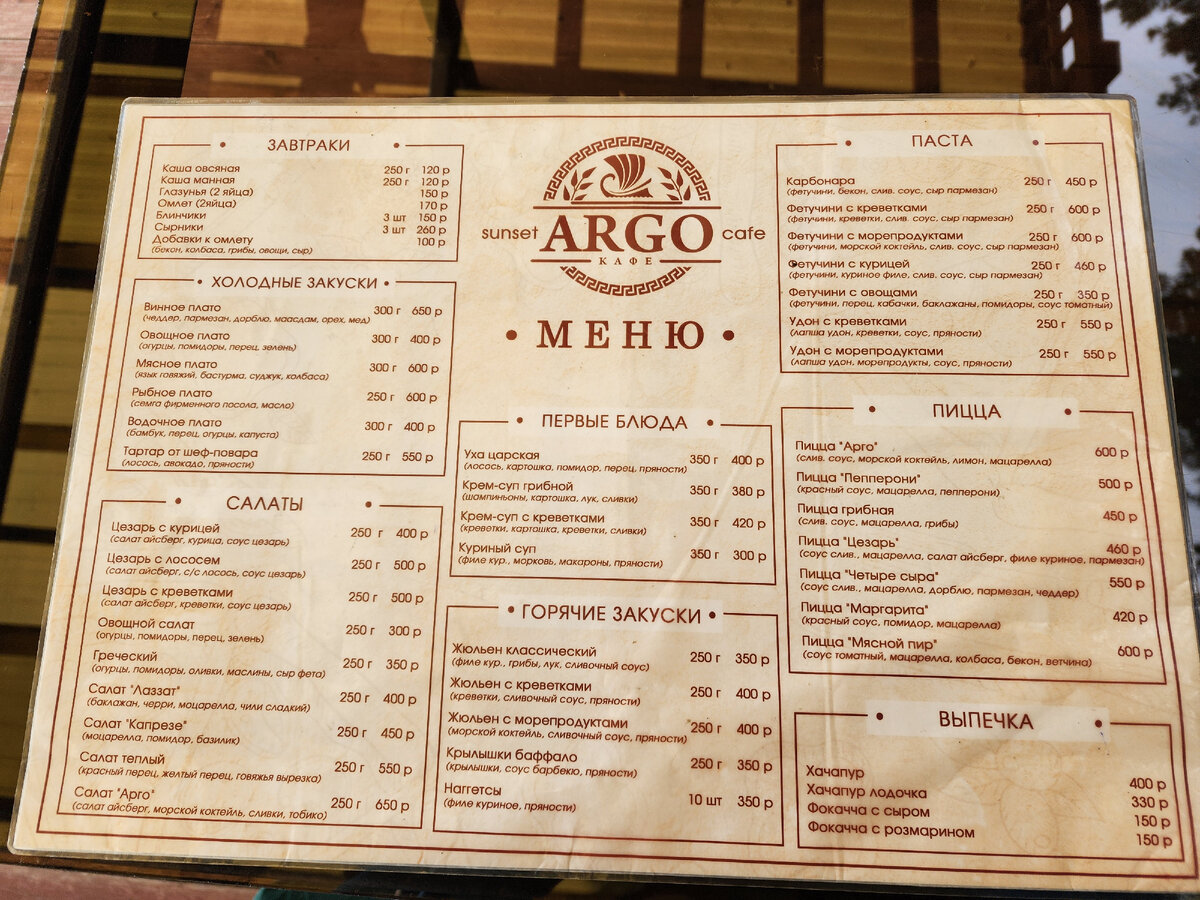 ЗАВТРАКИ
Каша овсяная 250 г 120 р
Каша манная 250 г 120 р
Глазунья (2 яйца) 150 р
Омлет (2яйца) 170 р
Блинчики 3 шт 150 р
Сырники 3 шт 260 р
Добавки к омлету 100 р
(бекон, колбаса, грибы, овощи, сыр)
ХОЛОДНЫЕ ЗАКУСКИ
Винное плато 300 г 650 р
(чеддер, пармезан, дорблю, маасдам, орех, мед)
Овощное плато 300 г 400 р
(огурцы, помидоры, перец, зелень)
Мясное плато 300 г 600 р
(язык говяжий, бастурма, суджук, колбаса)
Рыбное плато 250 г 600 р
(семга фирменного посола, масло)
Водочное плато 300 г 400 р
(бамбук, перец, огурцы, капуста)
Тартар от шеф-повара 250 г 550 р
(лосось, авокадо, пряности)
САЛАТЫ
Цезарь с курицей 250 г 400 р
(салат айсберг, курица, соус цезарь)
Цезарь с лососем 250 г 500 р
(салат айсберг, с/с лосось, соус цезарь)
Цезарь с креветками 250 г 500 р
(салат айсберг, креветки, соус цезарь)
Овощной салат 250 г 300 р
(огурцы, помидоры, перец, зелень)
Греческий 250 г 350 р
(огурцы, помидоры, оливки, маслины, сыр фета)
Салат "Лаззат" 250 г 400 р
(баклажан, черри, моцарелла, чили сладкий)
Салат "Капрезе" 250 г 450 р
(моцарелла, помидор, базилик)
Салат теплый 250 г 550 р
(красный перец, желтый перец, говяжья вырезка)
Салат "Арго" 250 г 650 р
(салат айсберг, морской коктейль, сливки, тобико)
sunset ARGO cafe
КАФЕ
• МЕНЮ •
ПЕРВЫЕ БЛЮДА
Уха царская 350 г 400 р
(лосось, картошка, помидор, перец, пряности)
Крем-суп грибной 350 г 380 р
(шампиньоны, картошка, лук, сливки)
Крем-суп с креветками 350 г 420 р
(креветки, картошка, креветки, сливки)
Куриный суп 350 г 300 р
(филе кур., морковь, макароны, пряности)
ГОРЯЧИЕ ЗАКУСКИ
Жюльен классический 250 г 350 р
(филе кур., грибы, лук, сливочный соус)
Жюльен с креветками 250 г 400 р
(креветки, сливочный соус, пряности)
Жюльен с морепродуктами 250 г 400 р
(морской коктейль, сливочный соус, пряности)
Крылышки баффало 250 г 350 р
(крылышки, соус барбекю, пряности)
Наггетсы 10 шт 350 р
(филе куриное, пряности)
ПАСТА
Карбонара 250 г 450 р
(фетучини, бекон, слив. соус, сыр пармезан)
Фетучини с креветками 250 г 600 р
(фетучини, креветки, слив. соус, сыр пармезан)
Фетучини с морепродуктами 250 г 600 р
(фетучини, морской коктейль, слив. соус, сыр пармезан)
Фетучини с курицей 250 г 460 р
(фетучини, куриное филе, слив. соус, сыр пармезан)
Фетучини с овощами 250 г 350 р
(фетучини, перец, кабачки, баклажаны, помидоры, соус томатный)
Удон с креветками 250 г 550 р
(лапша удон, креветки, соус, пряности)
Удон с морепродуктами 250 г 550 р
(лапша удон, морепродукты, соус, пряности)
ПИЦЦА
Пицца "Арго" 600 р
(слив. соус, морской коктейль, лимон, мацарелла)
Пицца "Пепперони" 500 р
(красный соус, мацарелла, пепперони)
Пицца грибная 450 р
(слив. соус, мацарелла, грибы)
Пицца "Цезарь" 460 р
(соус слив., мацарелла, салат айсберг, филе куриное, пармезан)
Пицца "Четыре сыра" 550 р
(соус слив., мацарелла, дорблю, пармезан, чеддер)
Пицца "Маргарита" 420 р
(красный соус, помидор, мацарелла)
Пицца "Мясной пир" 600 р
(соус томатный, мацарелла, колбаса, бекон, ветчина)
ВЫПЕЧКА
Хачапур 400 р
Хачапур лодочка 330 р
Фокачча с сыром 150 р
Фокачча с розмарином 150 р